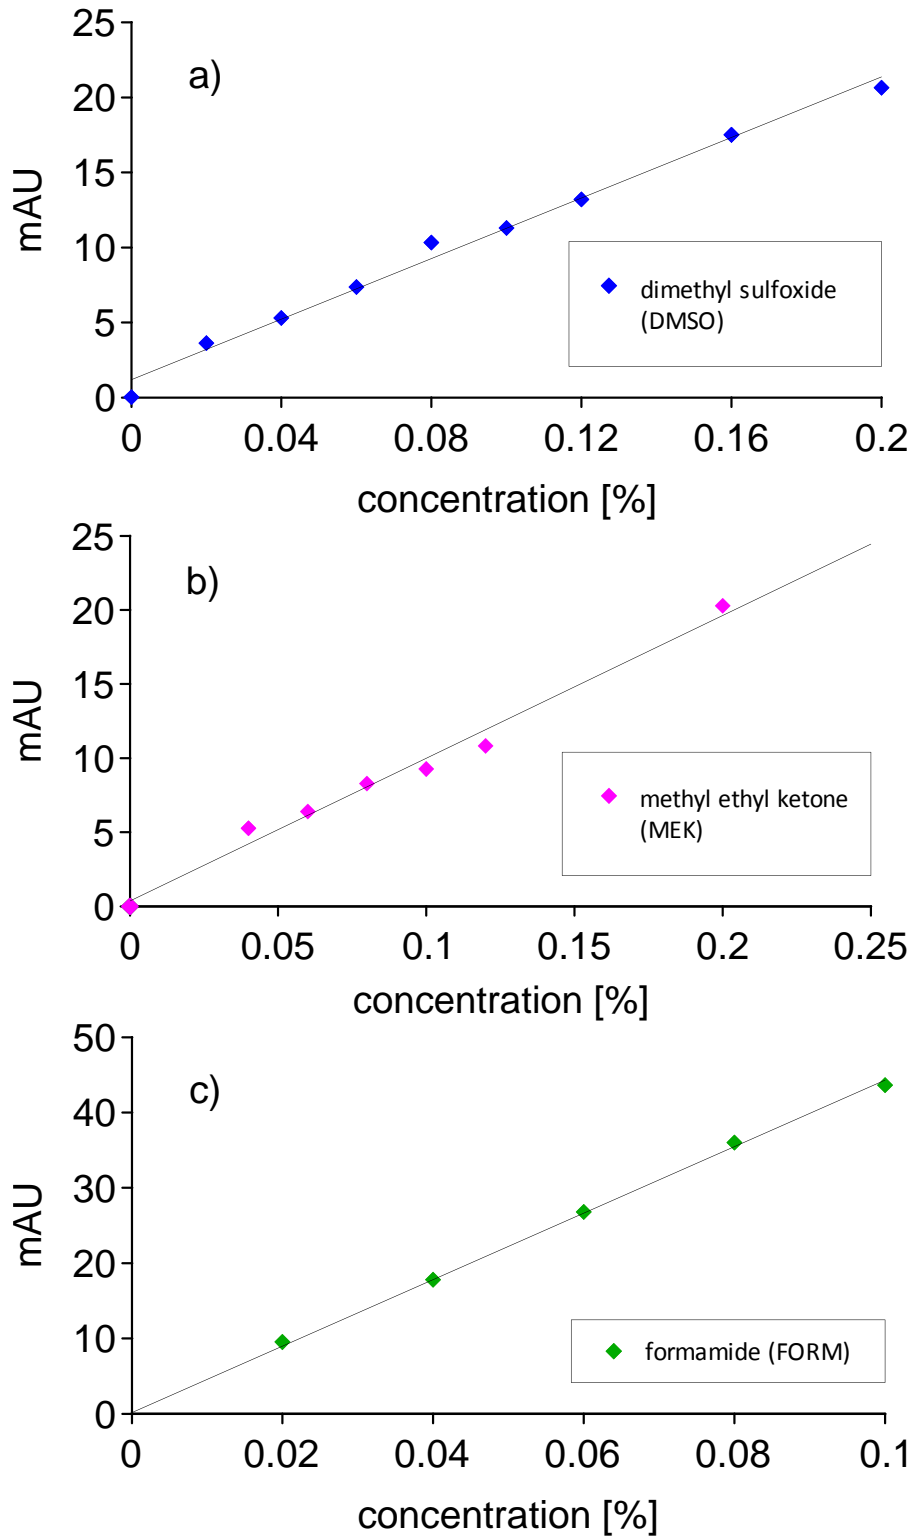 a)
mAU
25
20
15
10
5
0
0 0.04 0.08 0.12 0.16 0.2
concentration [%]
dimethyl sulfoxide
(DMSO)
b)
mAU
25
20
15
10
5
0
0 0.05 0.1 0.15 0.2 0.25
concentration [%]
methyl ethyl ketone
(MEK)
c)
mAU
50
40
30
20
10
0
0 0.02 0.04 0.06 0.08 0.1
concentration [%]
formamide (FORM)